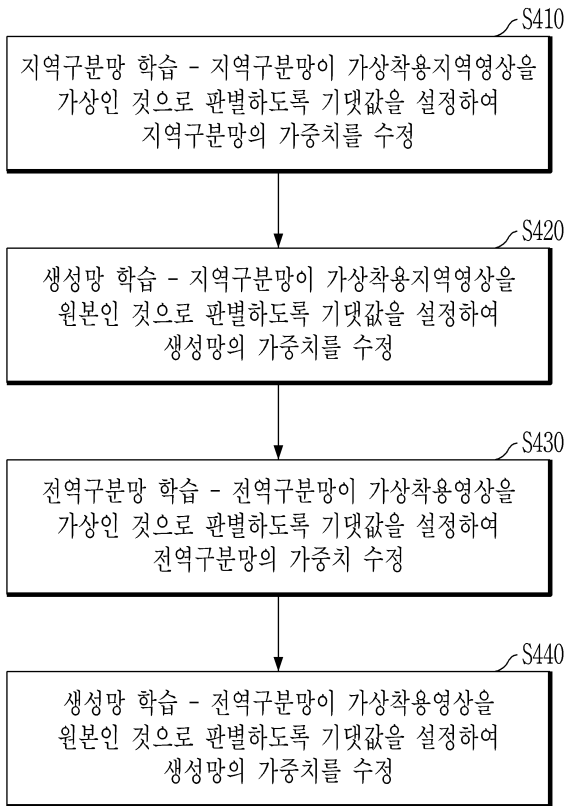 S410
지역구분망 학습 - 지역구분망이 가상착용지역영상을
가상인 것으로 판별하도록 기댓값을 설정하여
지역구분망의 가중치를 수정
S420
생성망 학습 - 지역구분망이 가상착용지역영상을
원본인 것으로 판별하도록 기댓값을 설정하여
생성망의 가중치를 수정
S430
전역구분망 학습 - 전역구분망이 가상착용영상을
가상인 것으로 판별하도록 기댓값을 설정하여
전역구분망의 가중치 수정
S440
생성망 학습 - 전역구분망이 가상착용영상을
원본인 것으로 판별하도록 기댓값을 설정하여
생성망의 가중치를 수정